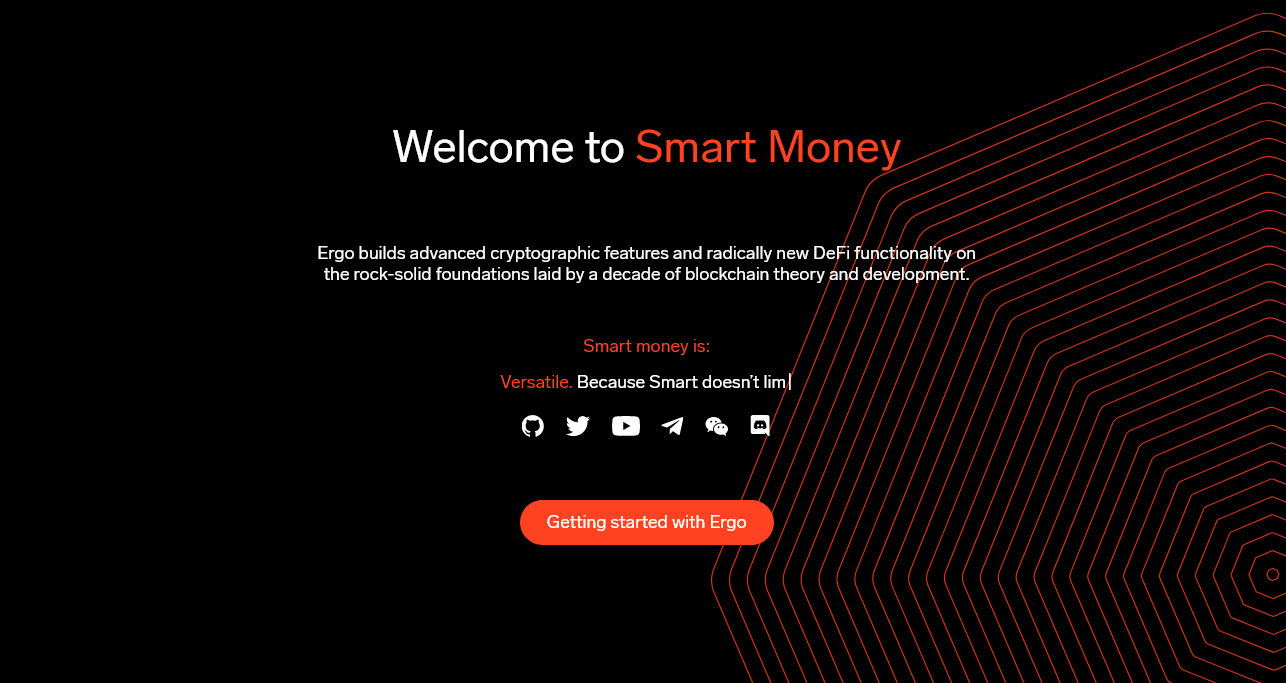 Welcome to Smart Money
Ergo builds advanced cryptographic features and radically new DeFi functionality on
the rock-solid foundations laid by a decade of blockchain theory and development.
Smart money is:
Versatile. Because Smart doesn’t lim
Getting started with Ergo